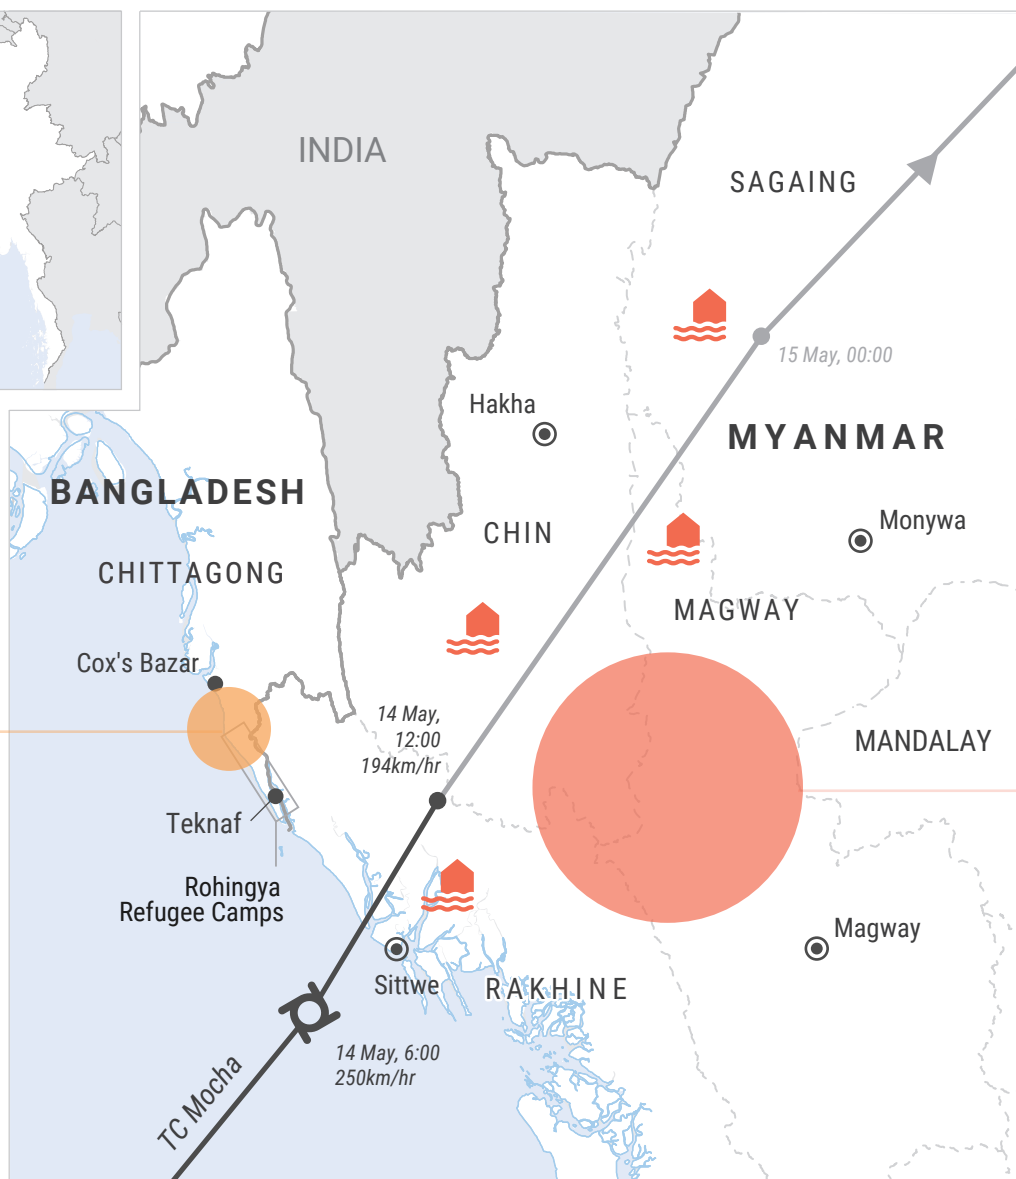 INDIA
SAGAING
15 May, 00:00
Hakha
MYANMAR
BANGLADESH
Monywa
CHIN
CHITTAGONG
MAGWAY
Cox's Bazar
14 May,
12:00
194km/hr
MANDALAY
Teknaf
Rohingya
Refugee Camps
Magway
Sittwe
RAKHINE
14 May, 6:00
250km/hr
TC Mocha